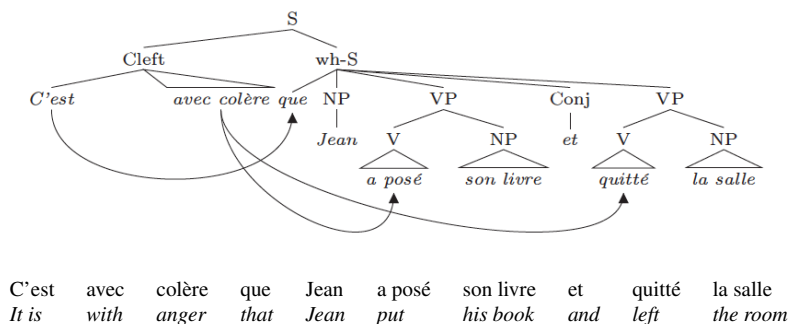 S
Cleft wh-S
C'est avec colère que NP VP Conj VP
Jean V NP et V NP
a posé son livre quitté la salle
C'est avec colère que Jean a posé son livre et quitté la salle
It is with anger that Jean put his book and left the room